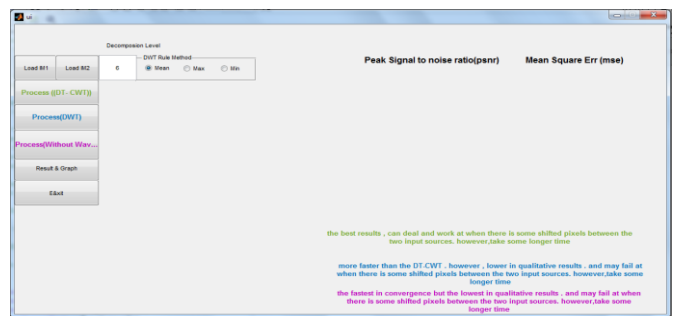 ui
Decomposion Level
DWT Rule Method
Load IM1 Load IM2 6 Mean Max Min
Peak Signal to noise ratio(psnr) Mean Square Err (mse)
Process ((DT- CWT))
Process(DWT)
Process(Without Wav...
Result & Graph
EExit
the best results , can deal and work at when there is some shifted pixels between the
two input sources. however,take some longer time
more faster than the DT-CWT . however , lower in qualitative results . and may fail at
when there is some shifted pixels between the two input sources. however,take some
longer time
the fastest in convergence but the lowest in qualitative results . and may fail at when
there is some shifted pixels between the two input sources. however,take some
longer time